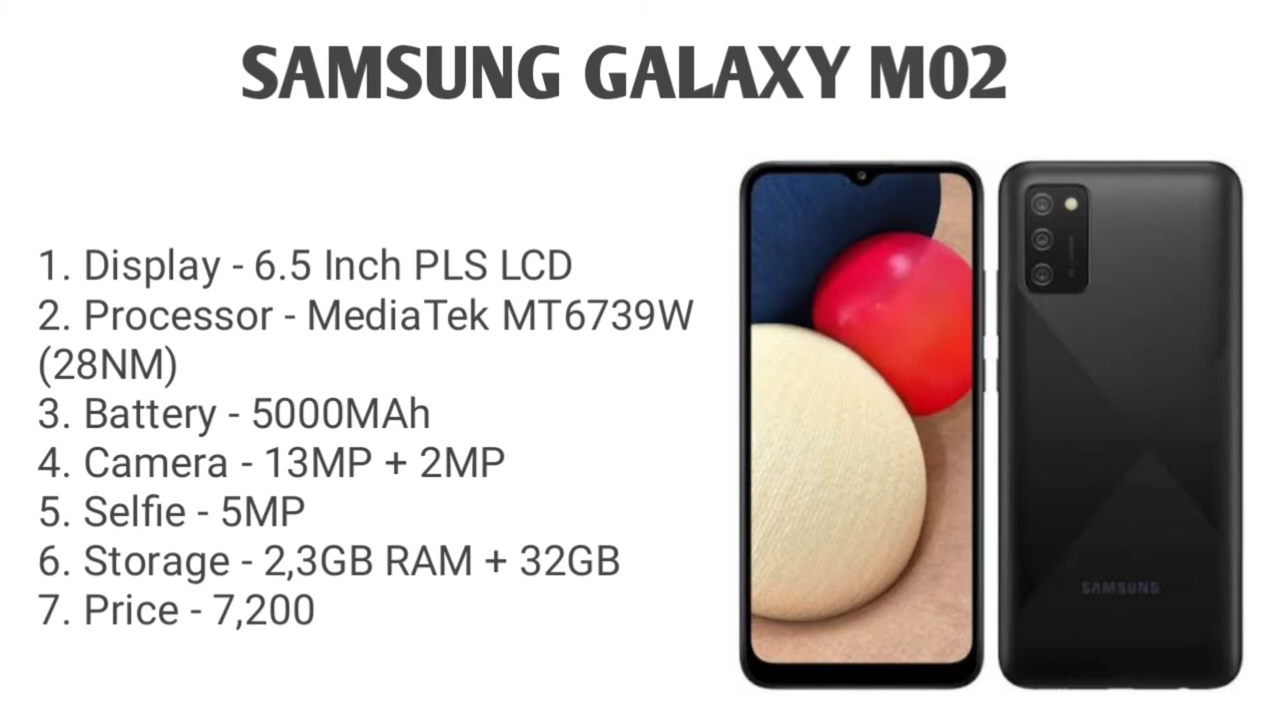 SAMSUNG GALAXY M02
1. Display - 6.5 Inch PLS LCD
2. Processor - MediaTek MT6739W
(28NM)
3. Battery - 5000MAh
4. Camera - 13MP + 2MP
5. Selfie - 5MP
6. Storage - 2,3GB RAM + 32GB
7. Price - 7,200
SAMSUNG